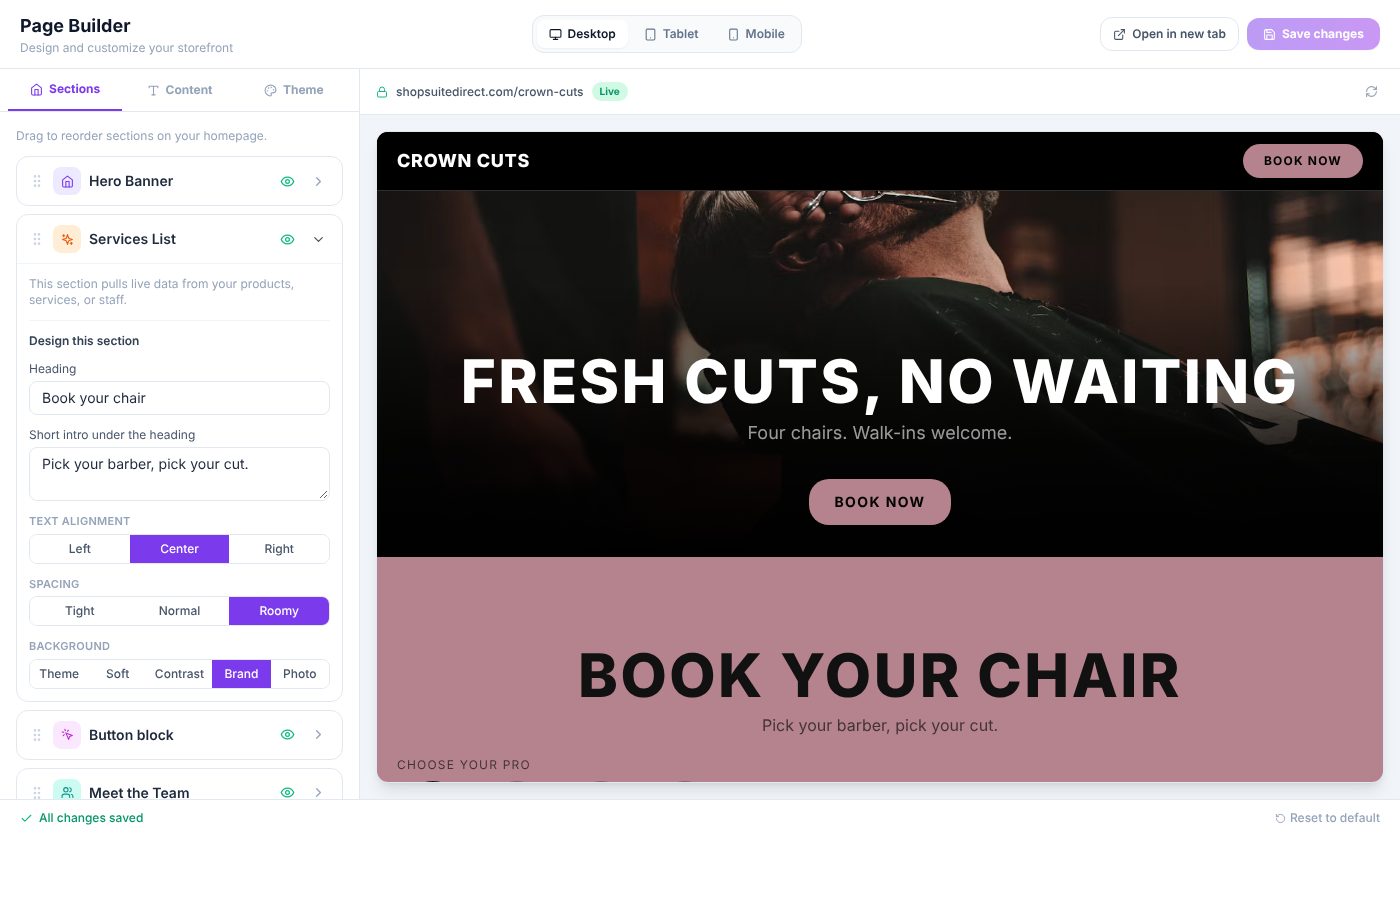 Page Builder
Design and customize your storefront
Desktop
Tablet
Mobile
Open in new tab
Save changes
Sections
Content
Theme
shopsuitedirect.com/crown-cuts
Live
Drag to reorder sections on your homepage.
Hero Banner
Services List
This section pulls live data from your products,
services, or staff.
Design this section
Heading
Book your chair
Short intro under the heading
Pick your barber, pick your cut.
TEXT ALIGNMENT
Left
Center
Right
SPACING
Tight
Normal
Roomy
BACKGROUND
Theme
Soft
Contrast
Brand
Photo
Button block
Meet the Team
CROWN CUTS
BOOK NOW
FRESH CUTS, NO WAITING
Four chairs. Walk-ins welcome.
BOOK NOW
BOOK YOUR CHAIR
Pick your barber, pick your cut.
CHOOSE YOUR PRO
All changes saved
Reset to default